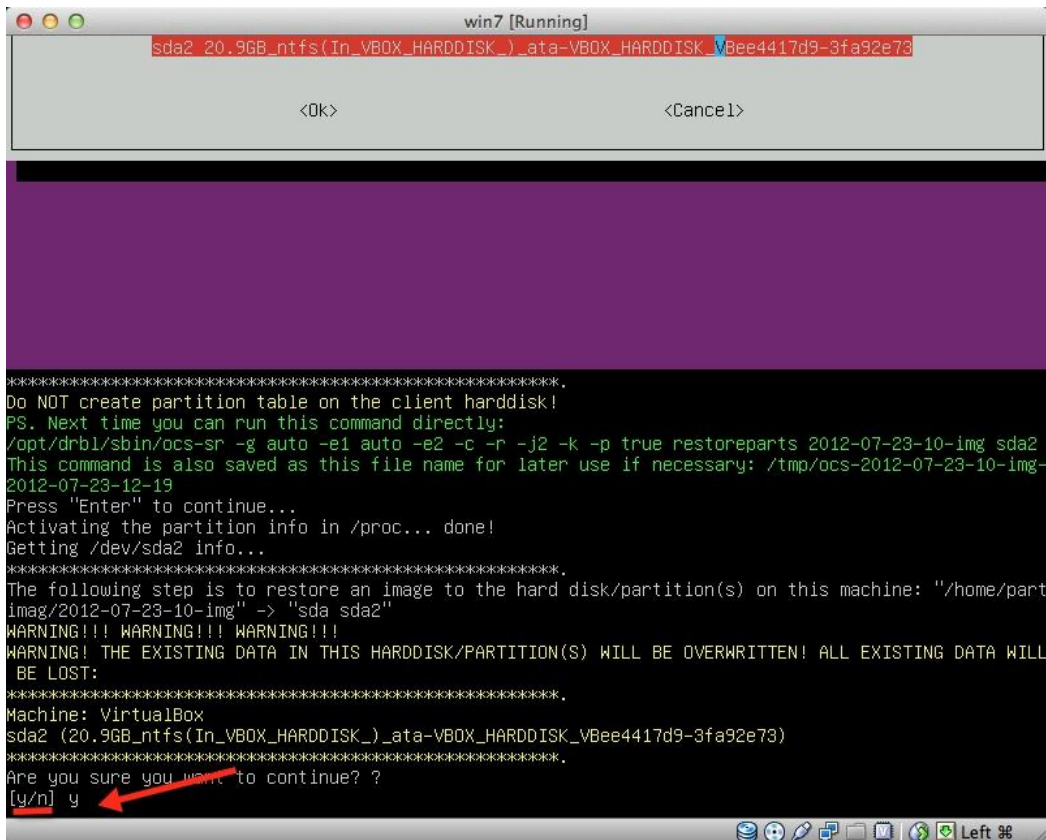 win7 [Running]
sda2 20.9GB_ntfs(In_VBOX_HARDDISK_)_ata-VBOX_HARDDISK_VBee4417d9-3fa92e73
<Ok> <Cancel>
*****************************************************.
Do NOT create partition table on the client harddisk!
PS. Next time you can run this command directly:
/opt/drbl/sbin/ocs-sr -g auto -e1 auto -e2 -c -r -j2 -k -p true restoreparts 2012-07-23-10-img sda2
This command is also saved as this file name for later use if necessary: /tmp/ocs-2012-07-23-10-img-
2012-07-23-12-19
Press "Enter" to continue...
Activating the partition info in /proc... done!
Getting /dev/sda2 info...
*****************************************************.
The following step is to restore an image to the hard disk/partition(s) on this machine: "/home/part
imag/2012-07-23-10-img" -> "sda sda2"
WARNING!!! WARNING!!! WARNING!!!
WARNING! THE EXISTING DATA IN THIS HARDDISK/PARTITION(S) WILL BE OVERWRITTEN! ALL EXISTING DATA WILL
BE LOST:
*****************************************************.
Machine: VirtualBox
sda2 (20.9GB_ntfs(In_VBOX_HARDDISK_)_ata-VBOX_HARDDISK_VBee4417d9-3fa92e73)
*****************************************************.
Are you sure you want to continue? ?
[y/n] y
Left ⌘